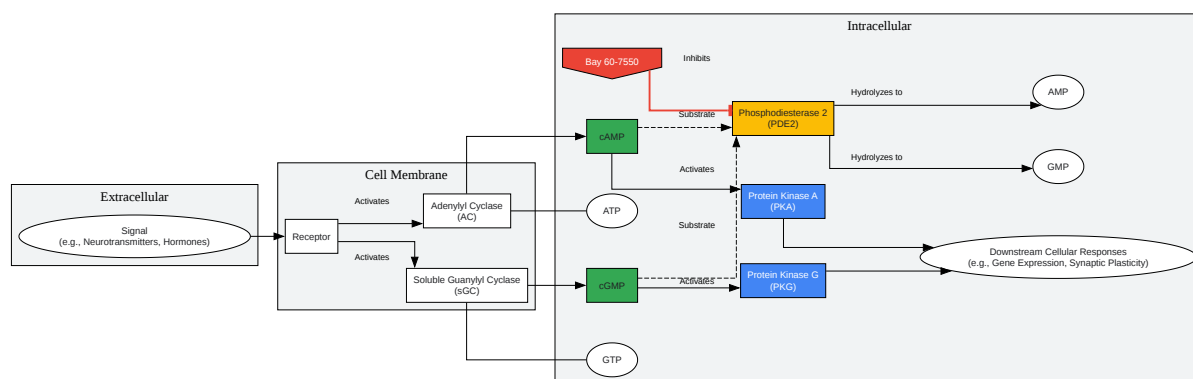 Extracellular
Signal
(e.g., Neurotransmitters, Hormones)
Cell Membrane
Receptor
Activates
Activates
Adenylyl Cyclase
(AC)
Soluble Guanylyl Cyclase
(sGC)
Intracellular
Bay 60-7550
Inhibits
cAMP
Substrate
Phosphodiesterase 2
(PDE2)
Hydrolyzes to
AMP
Hydrolyzes to
GMP
Activates
Protein Kinase A
(PKA)
ATP
Substrate
cGMP
Activates
Protein Kinase G
(PKG)
Downstream Cellular Responses
(e.g., Gene Expression, Synaptic Plasticity)
GTP